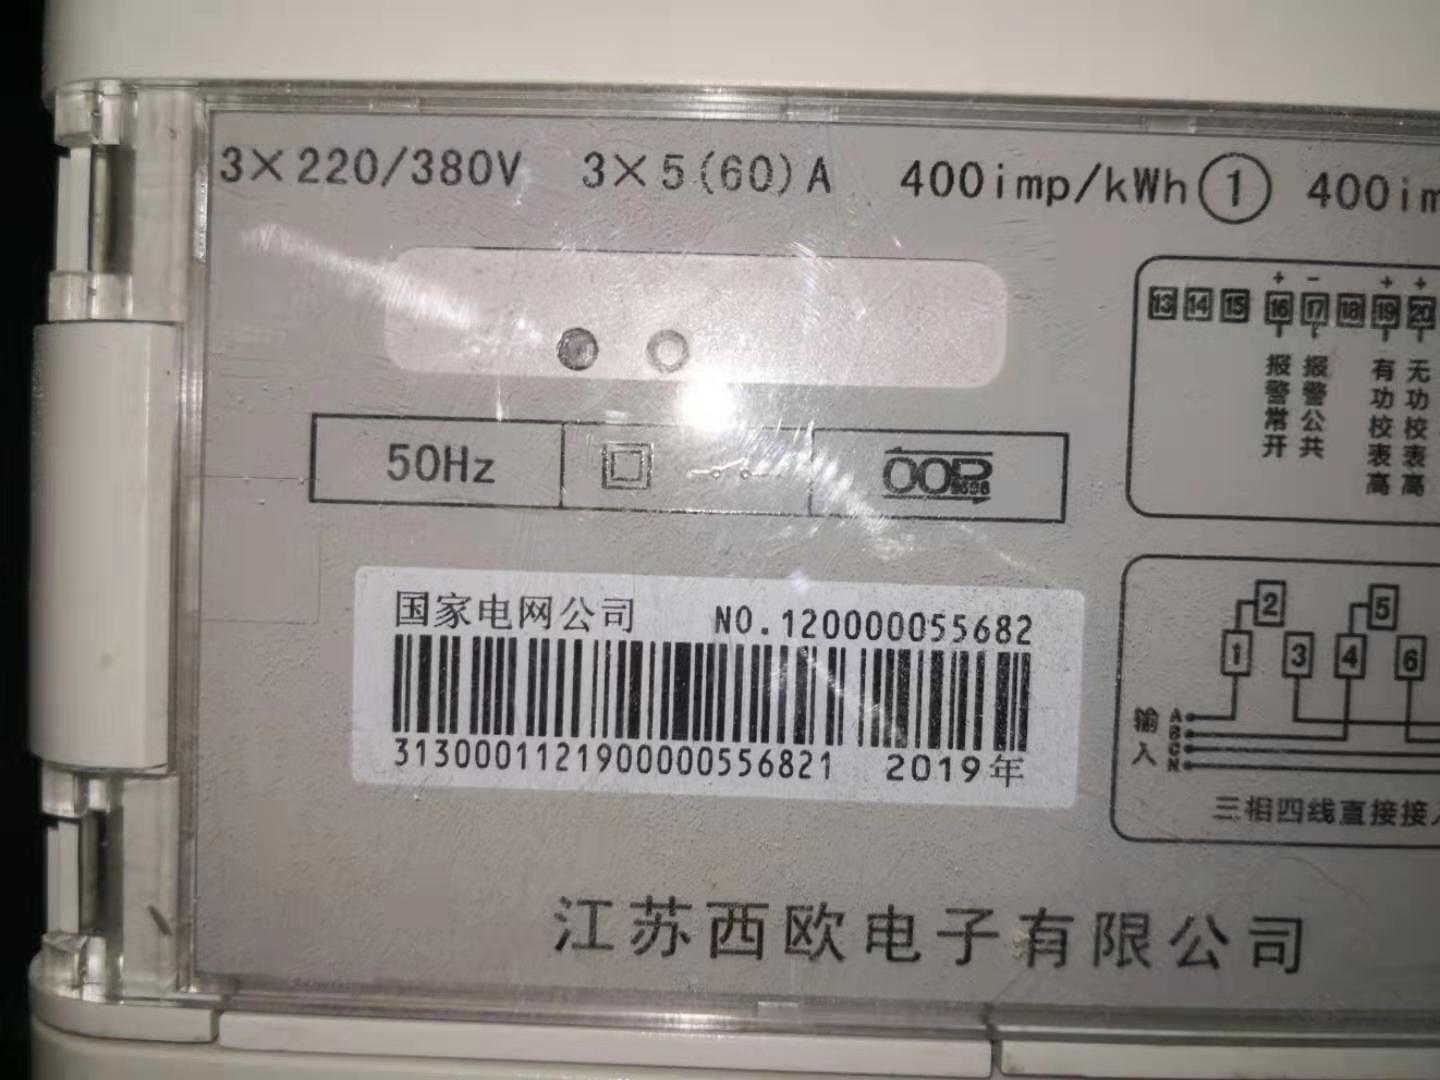 3×220/380V 3×5(60)A 400imp/kWh① 400im
13 14 15 16 17 18 19 20
+ - + +
报警常开
报警公共
有功校表高
无功校表高
50Hz
国家电网公司 NO.120000055682
3130001121900000556821 2019年
2 5
1 3 4 6
输入
A
B
C
N
三相四线直接接入
江苏西欧电子有限公司